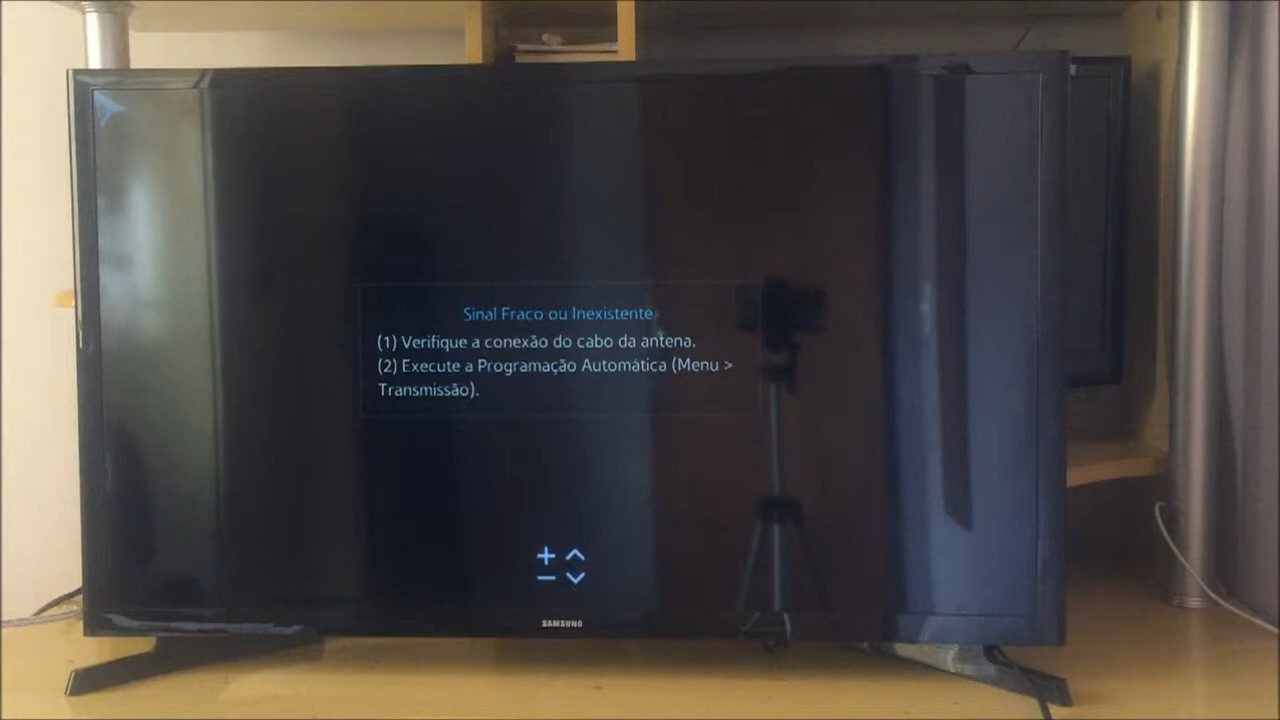 Sinal Fraco ou Inexistente
(1) Verifique a conexão do cabo da antena.
(2) Execute a Programação Automática (Menu >
Transmissão).
SAMSUNG